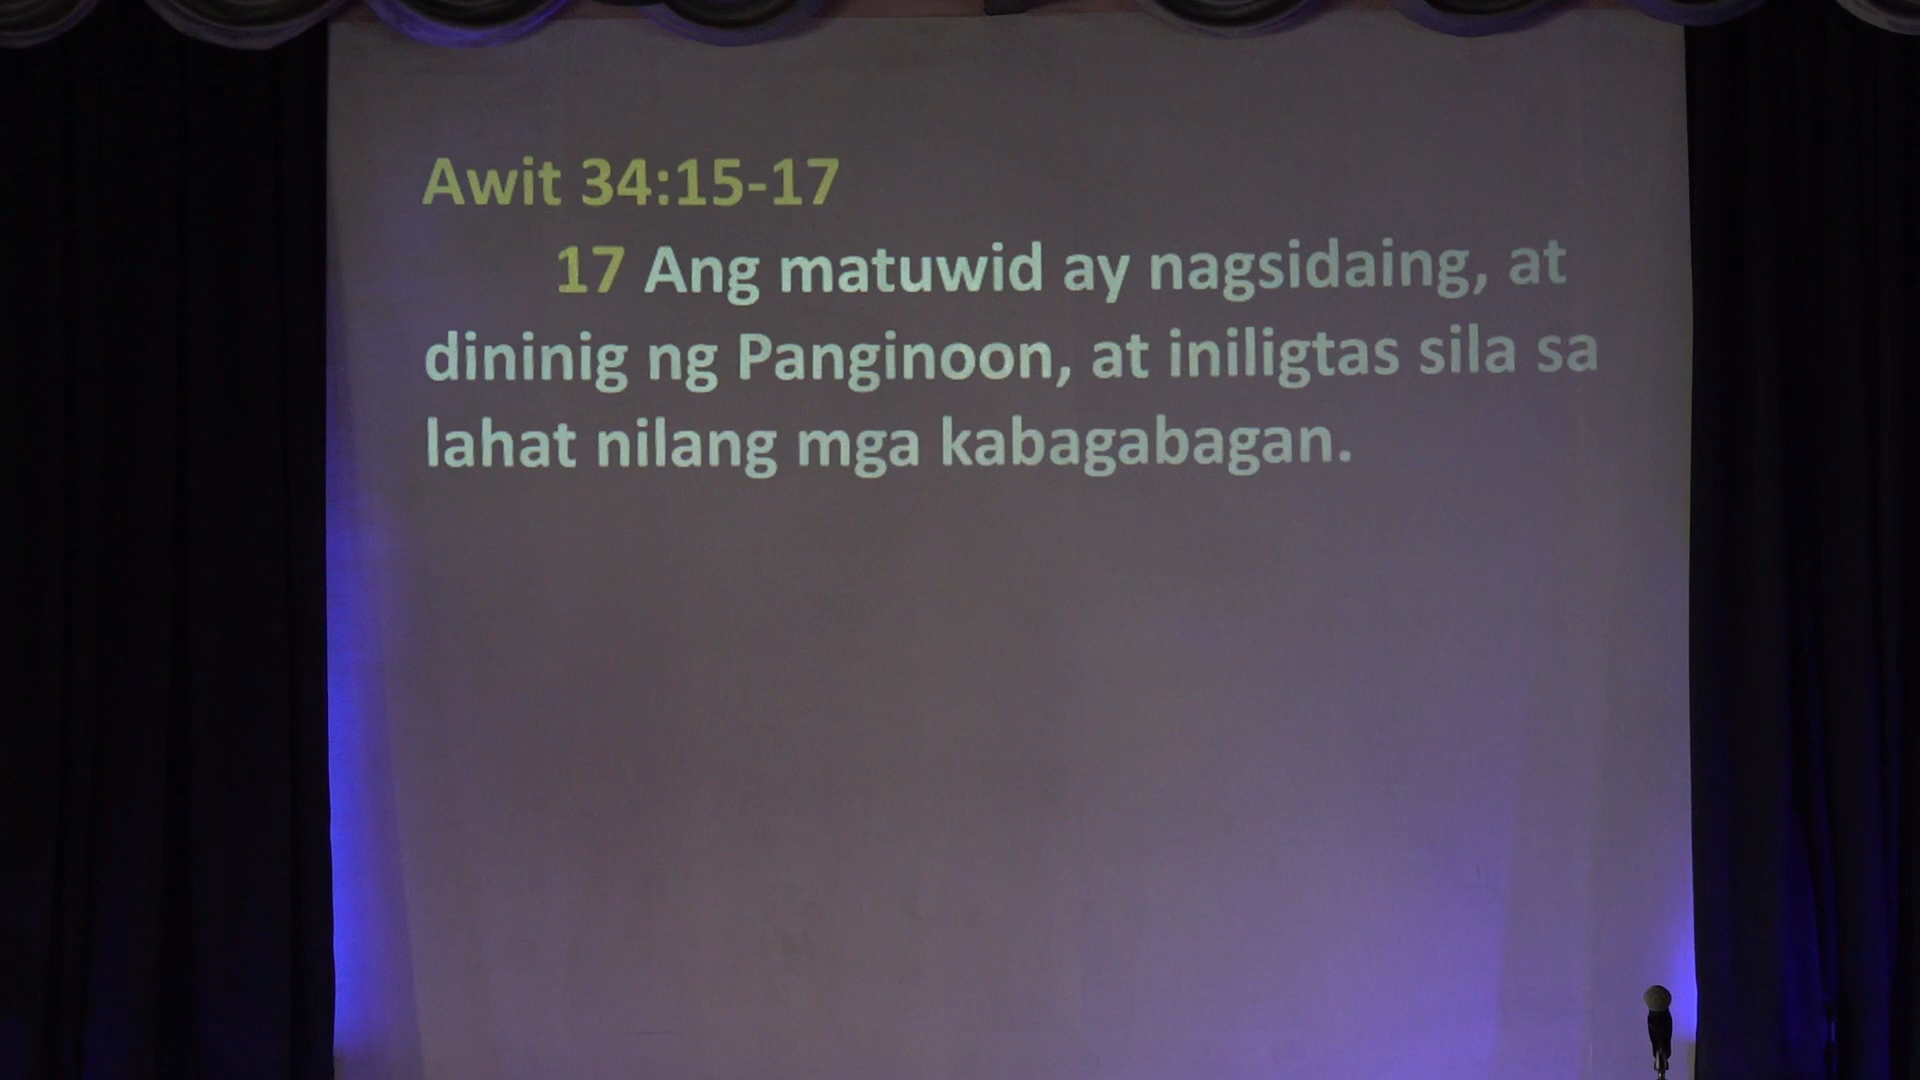 Awit 34:15-17
17 Ang matuwid ay nagsidaing, at
dininig ng Panginoon, at iniligtas sila sa
lahat nilang mga kabagabagan.